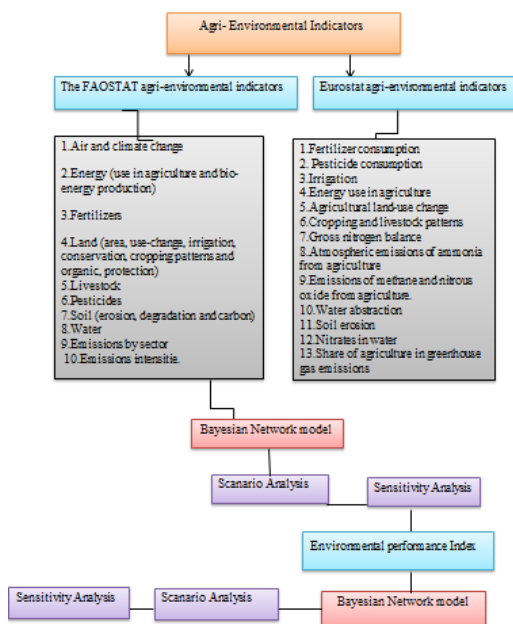 Agri- Environmental Indicators
The FAOSTAT agri-environmental indicators
Eurostat agri-environmental indicators
1.Air and climate change
2.Energy (use in agriculture and bio-
energy production)
3.Fertilizers
4.Land (area, use-change, irrigation,
conservation, cropping patterns and
organic, protection)
5.Livestock
6.Pesticides
7.Soil (erosion, degradation and carbon)
8.Water
9.Emissions by sector
10.Emissions intensitie.
1.Fertilizer consumption
2. Pesticide consumption
3.Irrigation
4.Energy use in agriculture
5.Agricultural land-use change
6.Cropping and livestock patterns
7.Gross nitrogen balance
8.Atmospheric emissions of ammonia
from agriculture
9.Emissions of methane and nitrous
oxide from agriculture.
10.Water abstraction
11.Soil erosion
12.Nitrates in water
13.Share of agriculture in greenhouse
gas emissions
Bayesian Network model
Scanario Analysis
Sensitivity Analysis
Environmental performance Index
Sensitivity Analysis
Scanario Analysis
Bayesian Network model